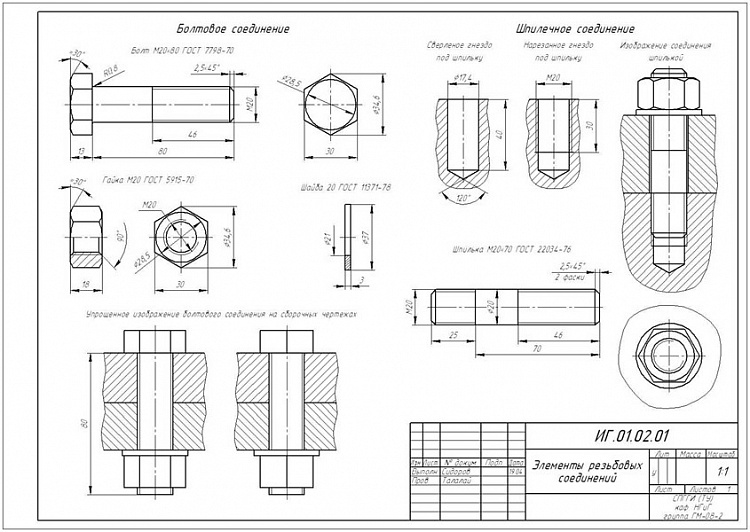 Болтовое соединение
Болт М20×80 ГОСТ 7798-70
30°
R0,8
2,5×45°
М20
46
13
80
⌀28,5
⌀34,6
30
Гайка М20 ГОСТ 5915-70
30°
90°
18
М20
⌀28,5
⌀34,6
30
Шайба 20 ГОСТ 11371-78
⌀21
⌀37
3
Упрощенное изображение болтового соединения на сборочных чертежах
80
Шпилечное соединение
Сверленое гнездо
под шпильку
⌀17,4
40
120°
Нарезанное гнездо
под шпильку
М20
30
Изображение соединения
шпилькой
Шпилька М20×70 ГОСТ 22034-76
2,5×45°
2 фаски
М20
⌀20
25
46
70
ИГ.01.02.01
Элементы резьбовых
соединений
Изм Лист № докум Подп Дата
Выполн Сидоров 19.04
Пров Талалай
Лит Масса Масштаб
у 1:1
Лист Листов 1
СПГГИ (ТУ)
каф НГиГ
группа ГМ-08-2